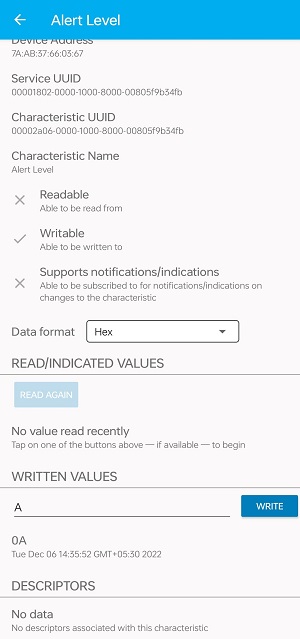 Alert Level
Device Address
7A:AB:37:66:03:67
Service UUID
00001802-0000-1000-8000-00805f9b34fb
Characteristic UUID
00002a06-0000-1000-8000-00805f9b34fb
Characteristic Name
Alert Level
Readable
Able to be read from
Writable
Able to be written to
Supports notifications/indications
Able to be subscribed to for notifications/indications on
changes to the characteristic
Data format Hex
READ/INDICATED VALUES
READ AGAIN
No value read recently
Tap on one of the buttons above — if available — to begin
WRITTEN VALUES
A WRITE
0A
Tue Dec 06 14:35:52 GMT+05:30 2022
DESCRIPTORS
No data
No descriptors associated with this characteristic